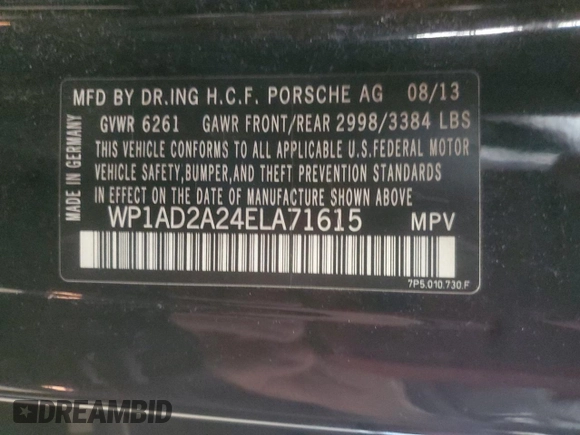 MFD BY DR.ING H.C.F. PORSCHE AG 08/13
GVWR 6261 GAWR FRONT/REAR 2998/3384 LBS
THIS VEHICLE CONFORMS TO ALL APPLICABLE U.S.FEDERAL MOTOR
VEHICLE SAFETY,BUMPER,AND THEFT PREVENTION STANDARDS
IN EFFECT ON THE DATE OF MANUFACTURE SHOWN ABOVE
WP1AD2A24ELA71615 MPV
7P5.010.730.F
MADE IN GERMANY
DREAMBID